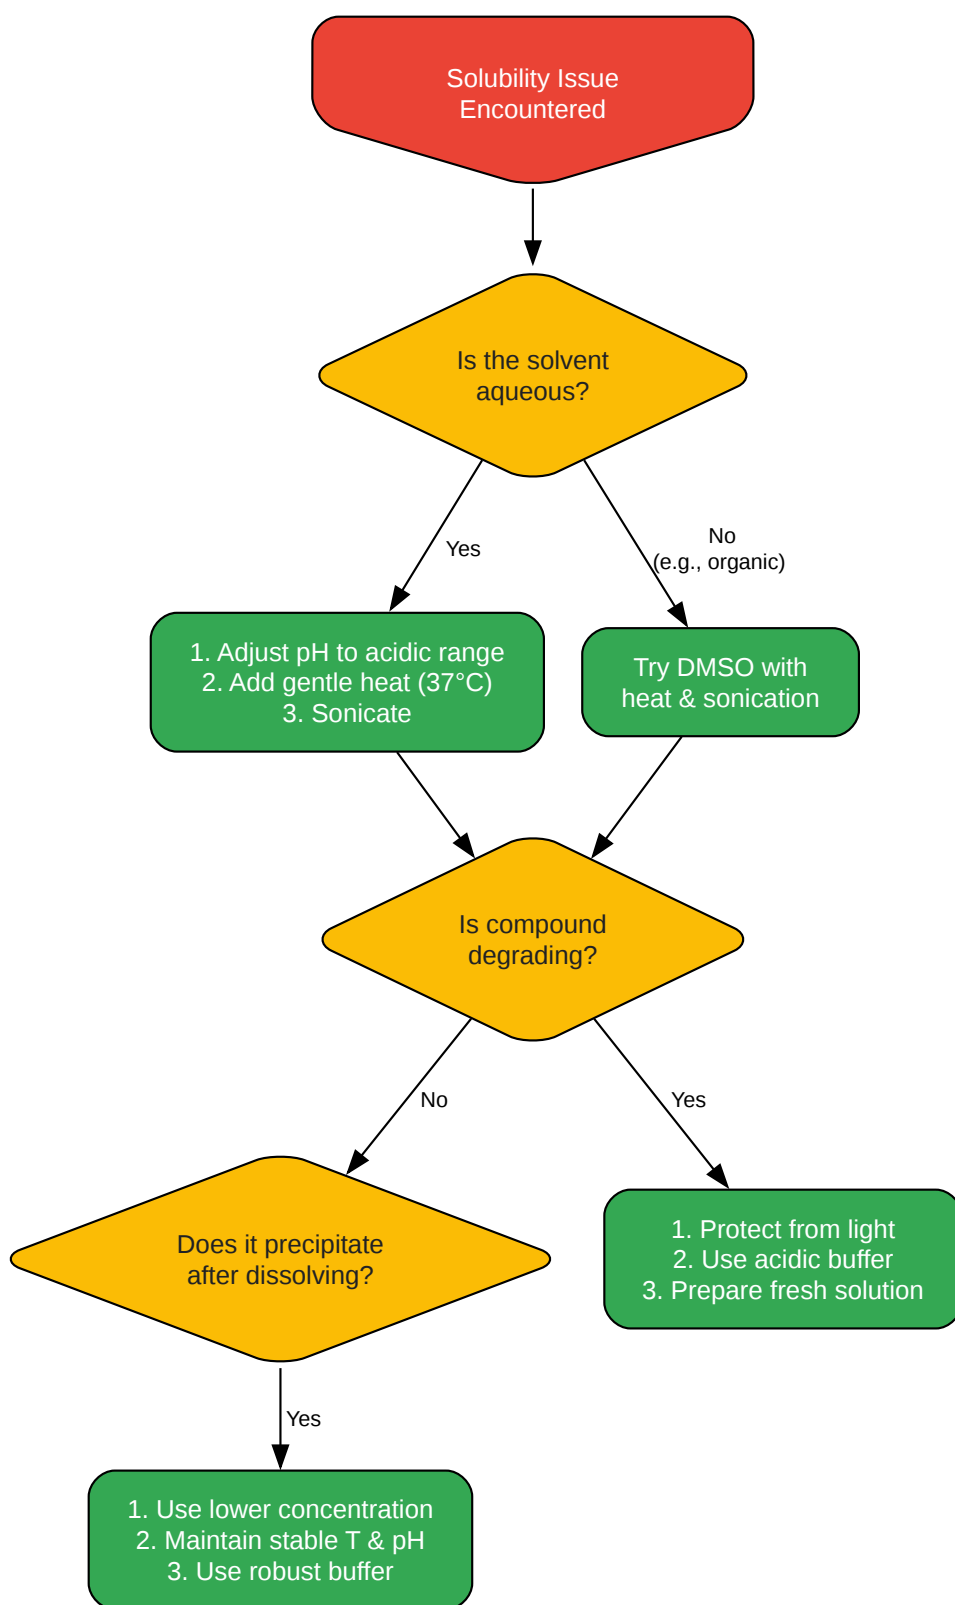 Solubility Issue
Encountered
Is the solvent
aqueous?
Yes
No
(e.g., organic)
1. Adjust pH to acidic range
2. Add gentle heat (37°C)
3. Sonicate
Try DMSO with
heat & sonication
Is compound
degrading?
No
Yes
Does it precipitate
after dissolving?
1. Protect from light
2. Use acidic buffer
3. Prepare fresh solution
Yes
1. Use lower concentration
2. Maintain stable T & pH
3. Use robust buffer